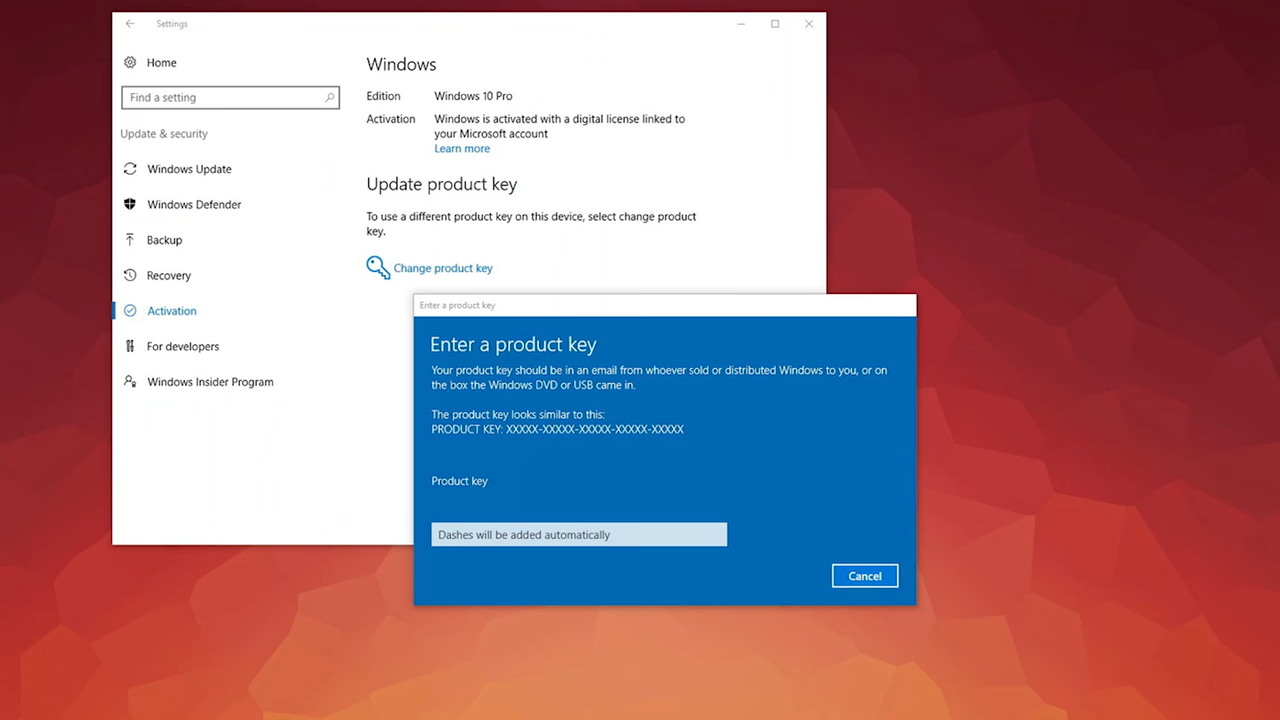 Settings
Home
Find a setting
Update & security
Windows Update
Windows Defender
Backup
Recovery
Activation
For developers
Windows Insider Program
Windows
Edition Windows 10 Pro
Activation Windows is activated with a digital license linked to
your Microsoft account
Learn more
Update product key
To use a different product key on this device, select change product
key.
Change product key
Enter a product key
Enter a product key
Your product key should be in an email from whoever sold or distributed Windows to you, or on
the box the Windows DVD or USB came in.
The product key looks similar to this:
PRODUCT KEY: XXXXX-XXXXX-XXXXX-XXXXX-XXXXX
Product key
Dashes will be added automatically
Cancel